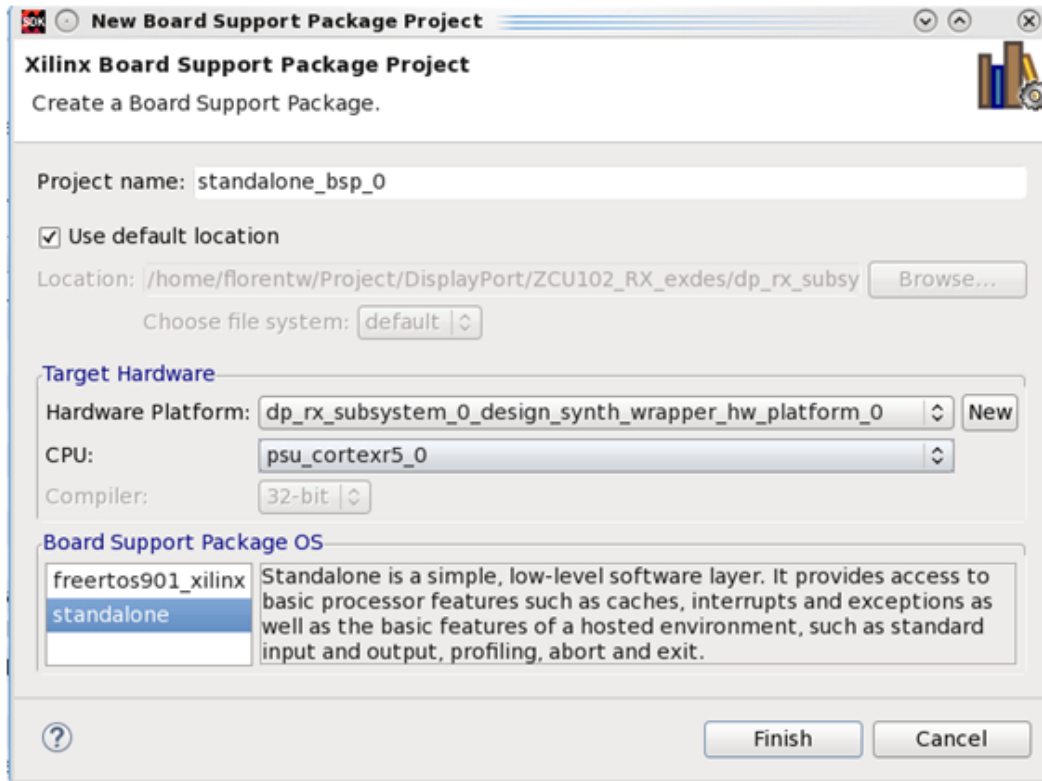 SDK New Board Support Package Project
Xilinx Board Support Package Project
Create a Board Support Package.
Project name: standalone_bsp_0
Use default location
Location: /home/florentw/Project/DisplayPort/ZCU102_RX_exdes/dp_rx_subsy Browse...
Choose file system: default
Target Hardware
Hardware Platform: dp_rx_subsystem_0_design_synth_wrapper_hw_platform_0 New
CPU: psu_cortexr5_0
Compiler: 32-bit
Board Support Package OS
freertos901_xilinx
standalone
Standalone is a simple, low-level software layer. It provides access to
basic processor features such as caches, interrupts and exceptions as
well as the basic features of a hosted environment, such as standard
input and output, profiling, abort and exit.
? Finish Cancel